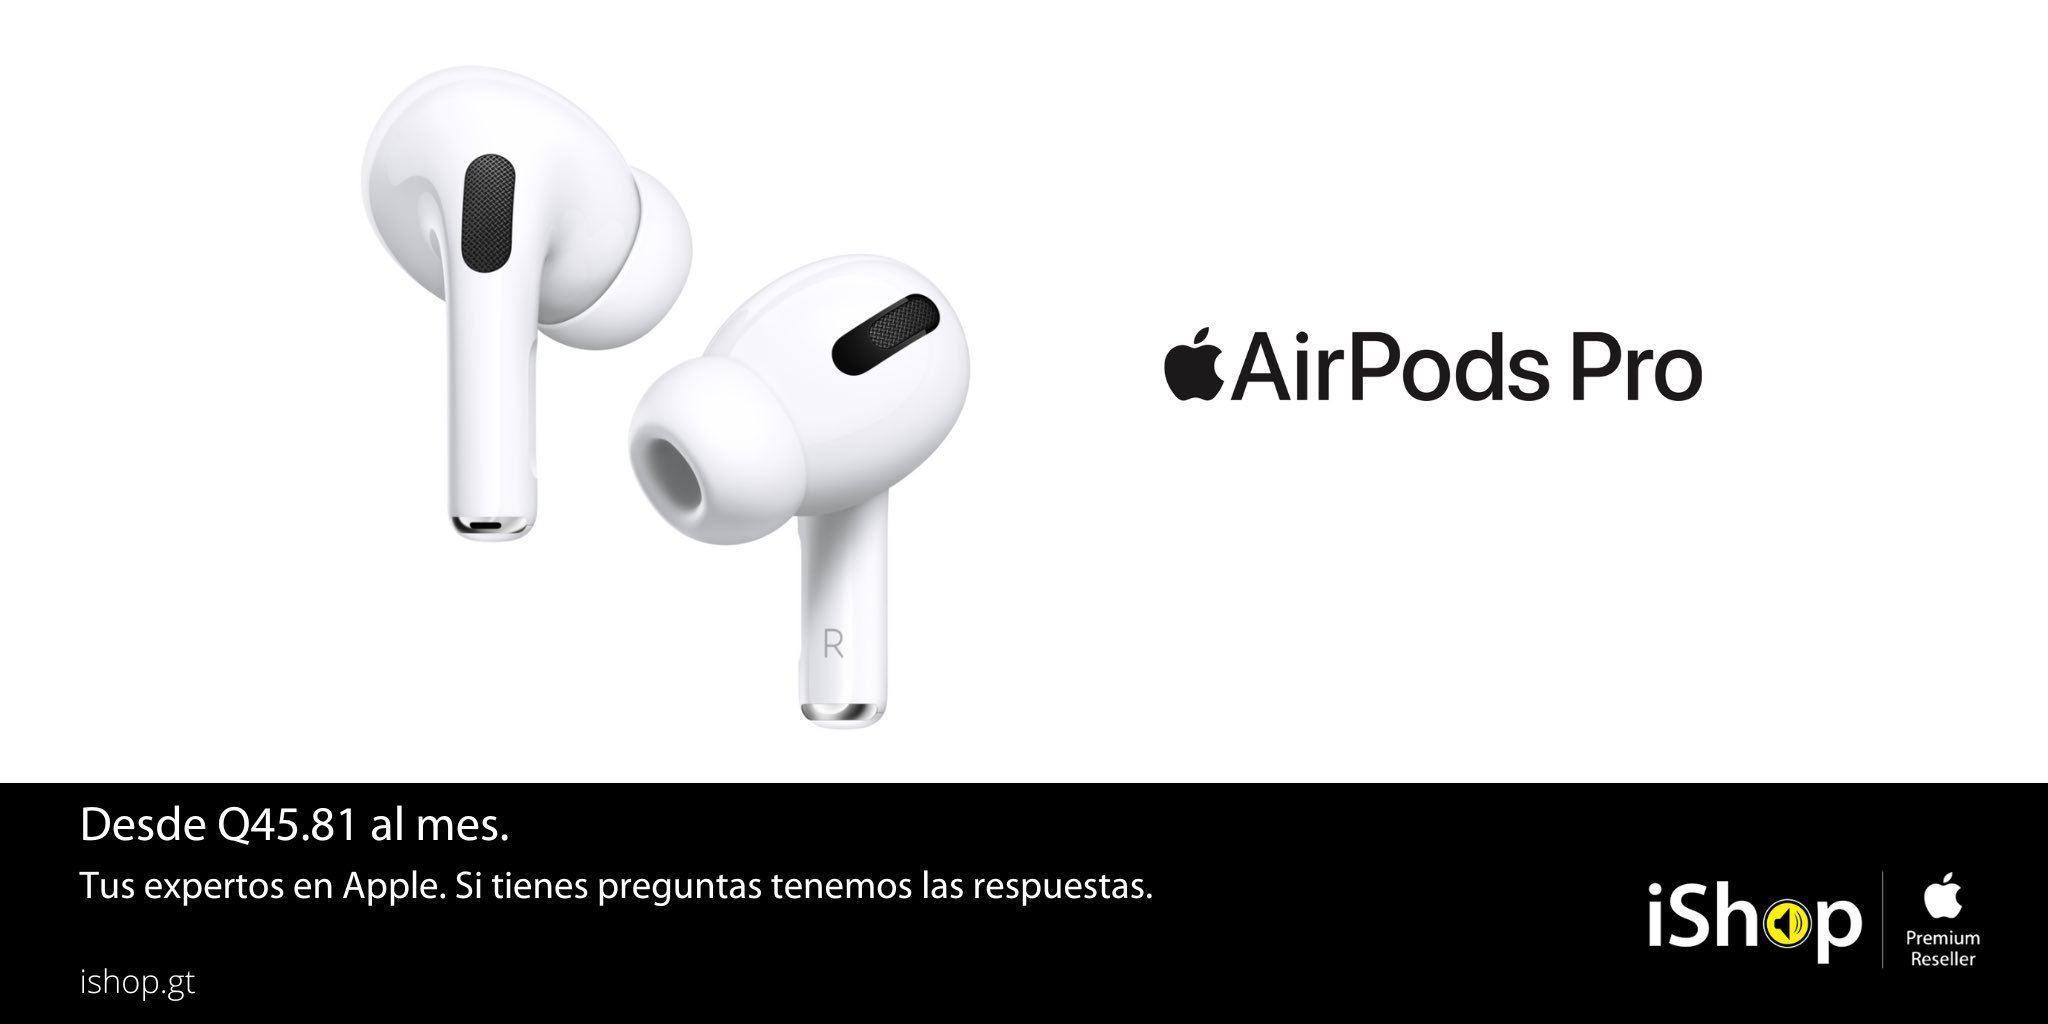 AirPods Pro
R
Desde Q45.81 al mes.
Tus expertos en Apple. Si tienes preguntas tenemos las respuestas.
ishop.gt
iShop
Premium
Reseller